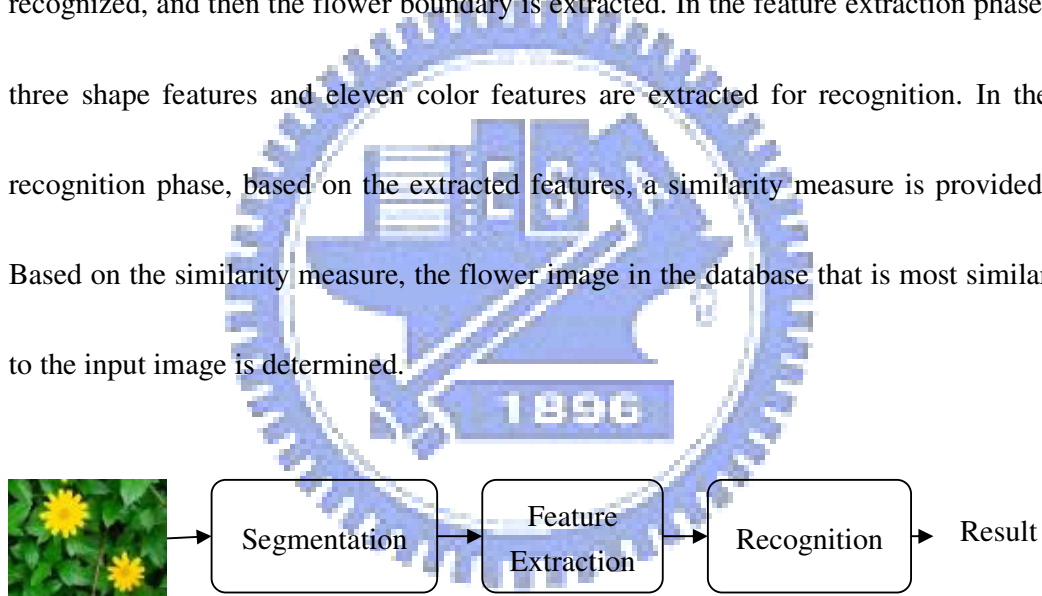 recognized, and then the flower boundary is extracted. In the feature extraction phase
three shape features and eleven color features are extracted for recognition. In the
recognition phase, based on the extracted features, a similarity measure is provided
Based on the similarity measure, the flower image in the database that is most similar
to the input image is determined.
1896
Segmentation
Feature
Extraction
Recognition
Result